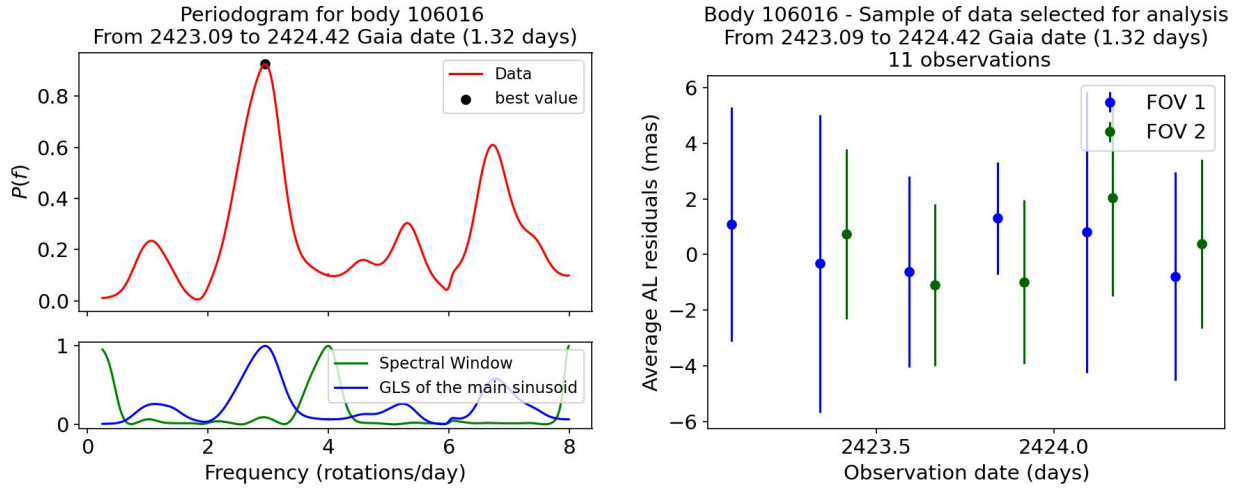 Periodogram for body 106016
From 2423.09 to 2424.42 Gaia date (1.32 days)
P(f)
0.8
0.6
0.4
0.2
0.0
Data
best value
1
0
Spectral Window
GLS of the main sinusoid
0
2
4
6
8
Frequency (rotations/day)
Body 106016 - Sample of data selected for analysis
From 2423.09 to 2424.42 Gaia date (1.32 days)
11 observations
Average AL residuals (mas)
6
4
2
0
−2
−4
−6
FOV 1
FOV 2
2423.5
2424.0
Observation date (days)